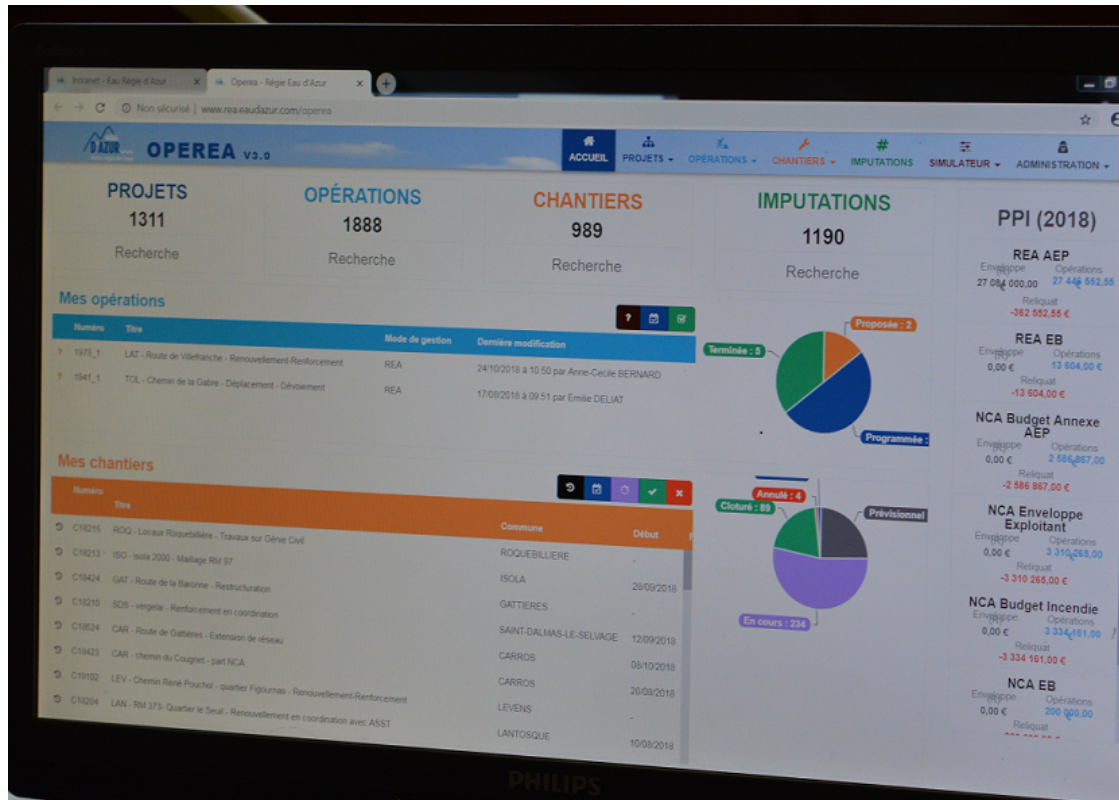 Intranet - Eau Régie d'Azur
Operea - Régie Eau d'Azur
Non sécurisé | www.rea.eaudazur.com/operea
D'AZUR
OPEREA V3.0
ACCUEIL
PROJETS
OPÉRATIONS
CHANTIERS
IMPUTATIONS
SIMULATEUR
ADMINISTRATION
PROJETS
1311
Recherche
OPÉRATIONS
1888
Recherche
CHANTIERS
989
Recherche
IMPUTATIONS
1190
Recherche
Mes opérations
Numéro Titre Mode de gestion Dernière modification
? 1976_1 LAT - Route de Villefranche - Renouvellement-Renforcement REA 24/10/2018 à 10:50 par Anne-Cecile BERNARD
? 1941_1 TOL - Chemin de la Gabre - Déplacement - Dévoiement REA 17/08/2018 à 09:51 par Emilie DELIAT
Proposée : 2
Terminée : 5
Programmée :
Mes chantiers
Numéro Titre Commune Début
C18215 ROQ - Locaux Roquebillière - Travaux sur Génie Civil ROQUEBILLIERE -
C18213 ISO - isola 2000 - Maillage RM 97 ISOLA 28/09/2018
C18424 GAT - Route de la Baronne - Restructuration GATTIERES -
C18210 SDS - vergelai - Renforcement en coordination SAINT-DALMAS-LE-SELVAGE 12/09/2018
C18524 CAR - Route de Gattières - Extension de réseau CARROS 08/10/2018
C18423 CAR - chemin du Cougnet - part NCA CARROS 20/08/2018
C19102 LEV - Chemin René Pouchol - quartier Figournas - Renouvellement-Renforcement LEVENS -
C18204 LAN - RM 373- Quartier le Seuil - Renouvellement en coordination avec ASST LANTOSQUE 10/08/2018
Annulé : 4
Cloturé : 89
Prévisionnel
En cours : 234
PPI (2018)
REA AEP
Enveloppe Opérations
27 084 000,00 € 27 446 552,55 €
Reliquat
-362 552,55 €
REA EB
Enveloppe Opérations
0,00 € 13 604,00 €
Reliquat
-13 604,00 €
NCA Budget Annexe
AEP
Enveloppe Opérations
0,00 € 2 586 867,00 €
Reliquat
-2 586 867,00 €
NCA Enveloppe
Exploitant
Enveloppe Opérations
0,00 € 3 310 265,00 €
Reliquat
-3 310 265,00 €
NCA Budget Incendie
Enveloppe Opérations
0,00 € 3 334 161,00 €
Reliquat
-3 334 161,00 €
NCA EB
Enveloppe Opérations
0,00 € 200 000,00 €
Reliquat
PHILIPS